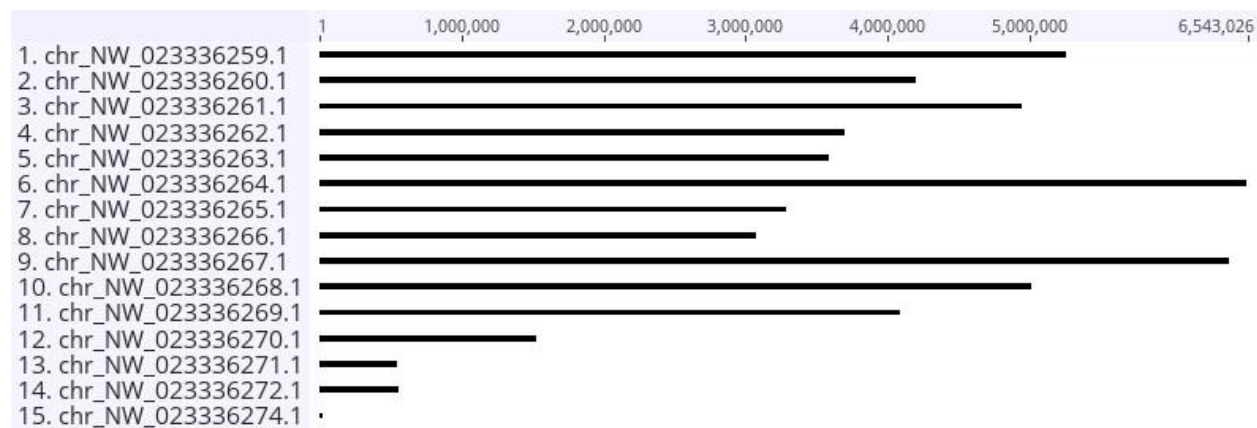 1 1,000,000 2,000,000 3,000,000 4,000,000 5,000,000 6,543,026
1. chr_NW_023336259.1
2. chr_NW_023336260.1
3. chr_NW_023336261.1
4. chr_NW_023336262.1
5. chr_NW_023336263.1
6. chr_NW_023336264.1
7. chr_NW_023336265.1
8. chr_NW_023336266.1
9. chr_NW_023336267.1
10. chr_NW_023336268.1
11. chr_NW_023336269.1
12. chr_NW_023336270.1
13. chr_NW_023336271.1
14. chr_NW_023336272.1
15. chr_NW_023336274.1